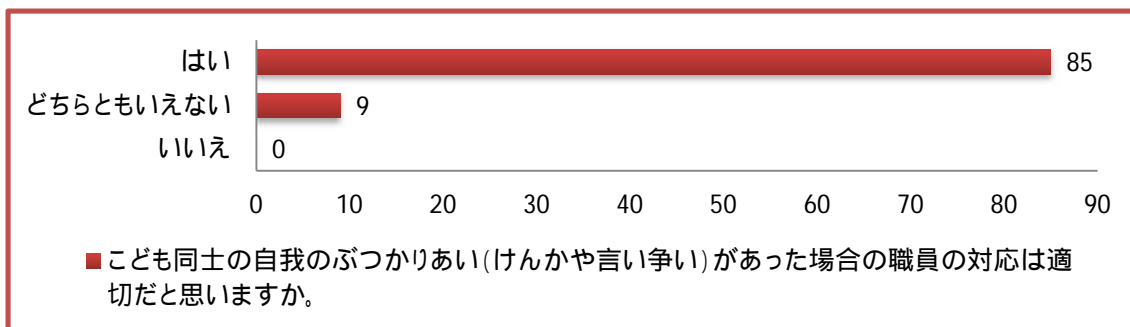 はい 85
どちらともいえない 9
いいえ 0
0 10 20 30 40 50 60 70 80 90
こども同士の自我のぶつかりあい(けんかや言い争い)があった場合の職員の対応は適
切だと思いますか。